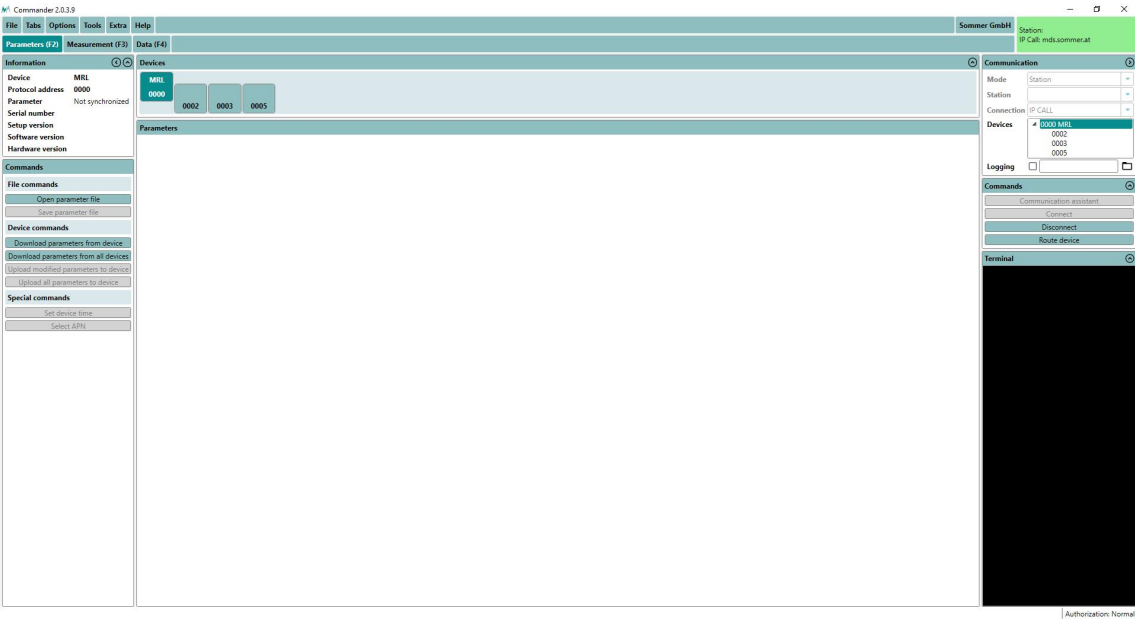 Commander 2.0.3.9
File Tabs Options Tools Extra Help Sommer GmbH
Station:
IP Call: mds.sommer.at
Parameters (F2) Measurement (F3) Data (F4)
Information
Device MRL
Protocol address 0000
Parameter Not synchronized
Serial number
Setup version
Software version
Hardware version
Commands
File commands
Open parameter file
Save parameter file
Device commands
Download parameters from device
Download parameters from all devices
Upload modified parameters to device
Upload all parameters to device
Special commands
Set device time
Select APN
Devices
MRL
0000 0002 0003 0005
Parameters
Communication
Mode Station
Station
Connection IP CALL
Devices 0000 MRL
0002
0003
0005
Logging
Commands
Communication assistant
Connect
Disconnect
Route device
Terminal
Authorization: Normal